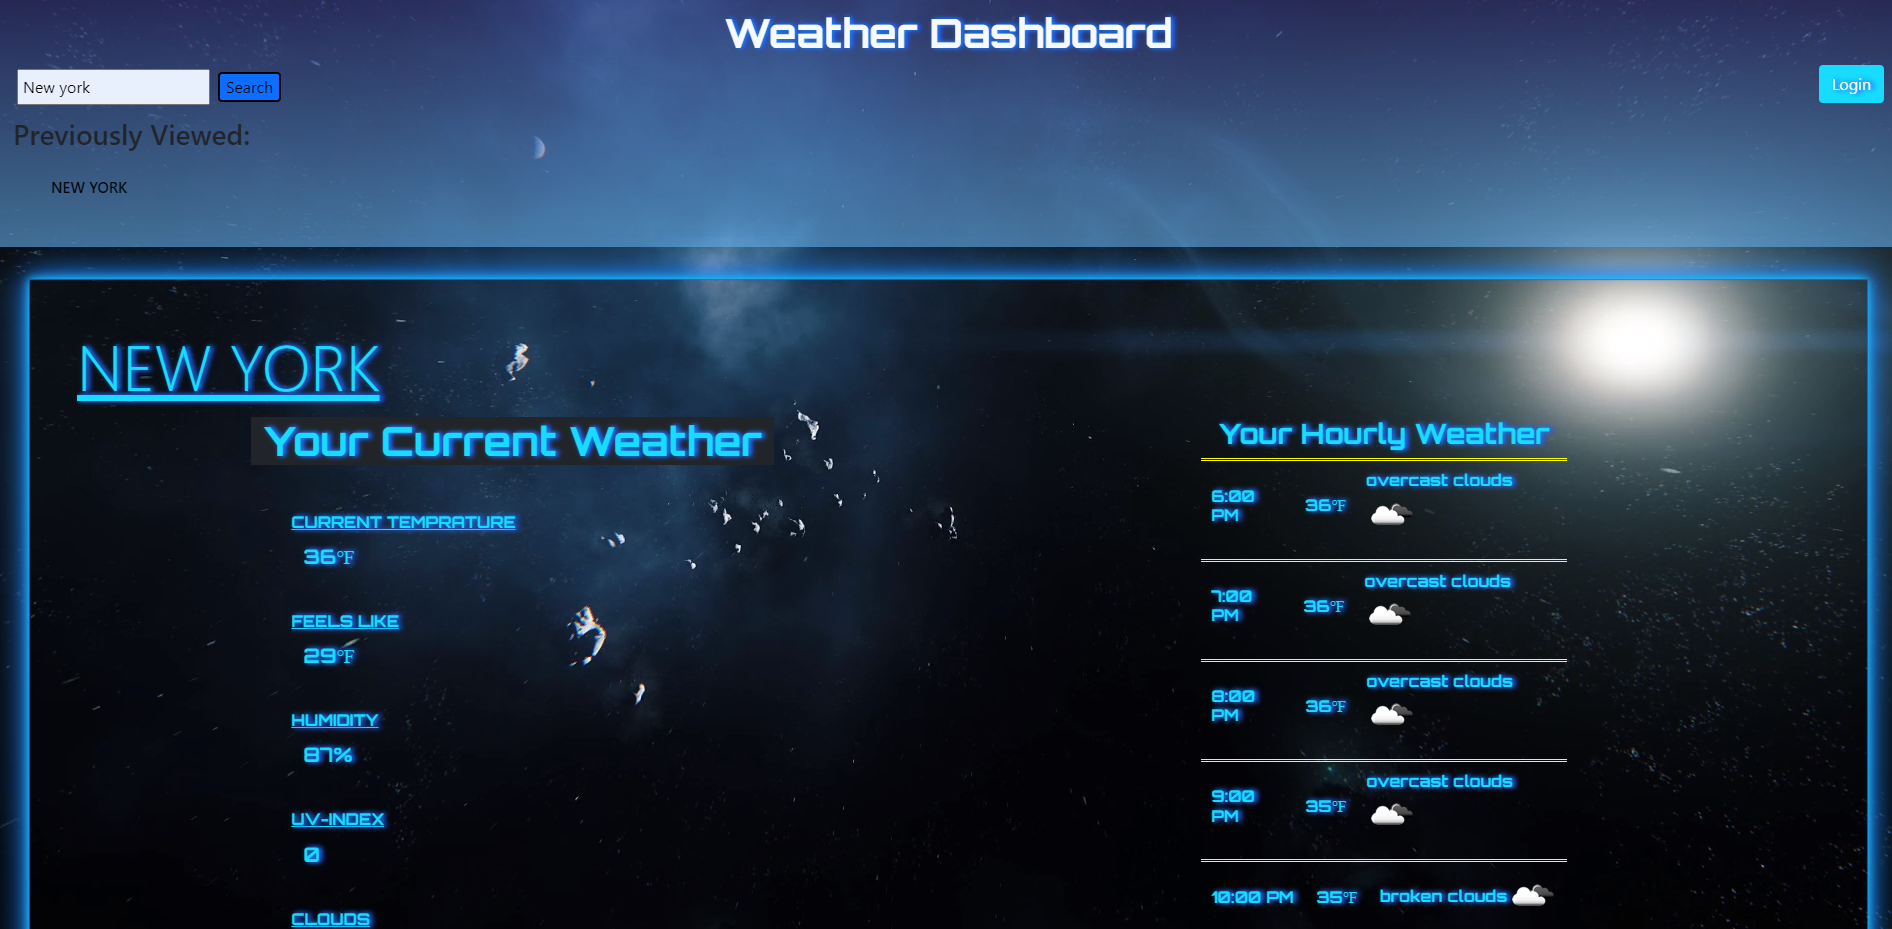 Weather Dashboard
New york
Search
Login
Previously Viewed:
NEW YORK
NEW YORK
Your Current Weather
CURRENT TEMPRATURE
36°F
FEELS LIKE
29°F
HUMIDITY
87%
UV-INDEX
0
CLOUDS
Your Hourly Weather
6:00
PM
36°F
overcast clouds
7:00
PM
36°F
overcast clouds
8:00
PM
36°F
overcast clouds
9:00
PM
35°F
overcast clouds
10:00 PM
35°F
broken clouds